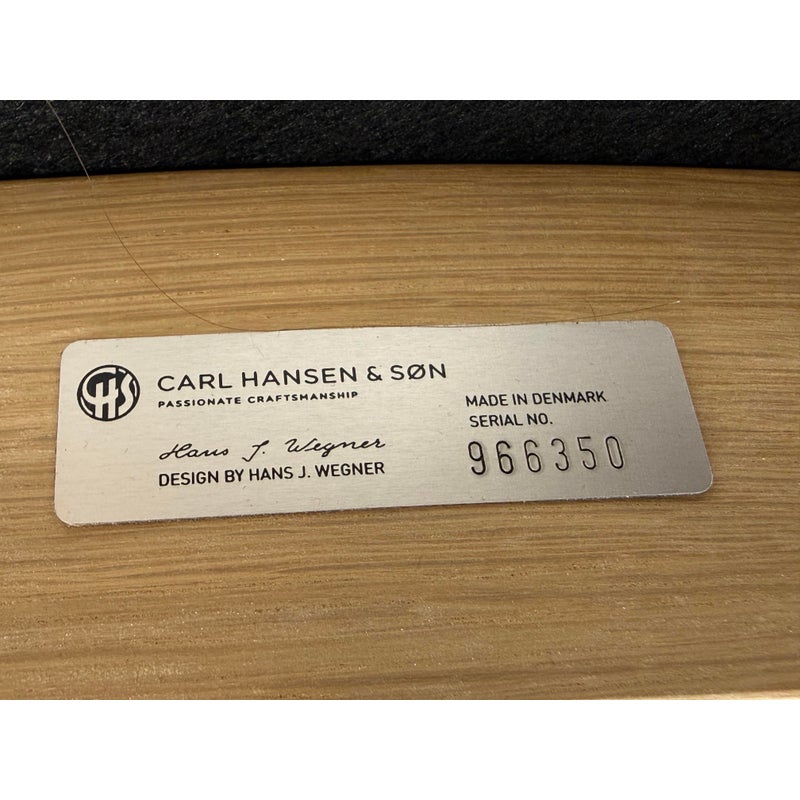 CHS
CARL HANSEN & SØN
PASSIONATE CRAFTSMANSHIP
Hans J. Wegner
DESIGN BY HANS J. WEGNER
MADE IN DENMARK
SERIAL NO.
966350